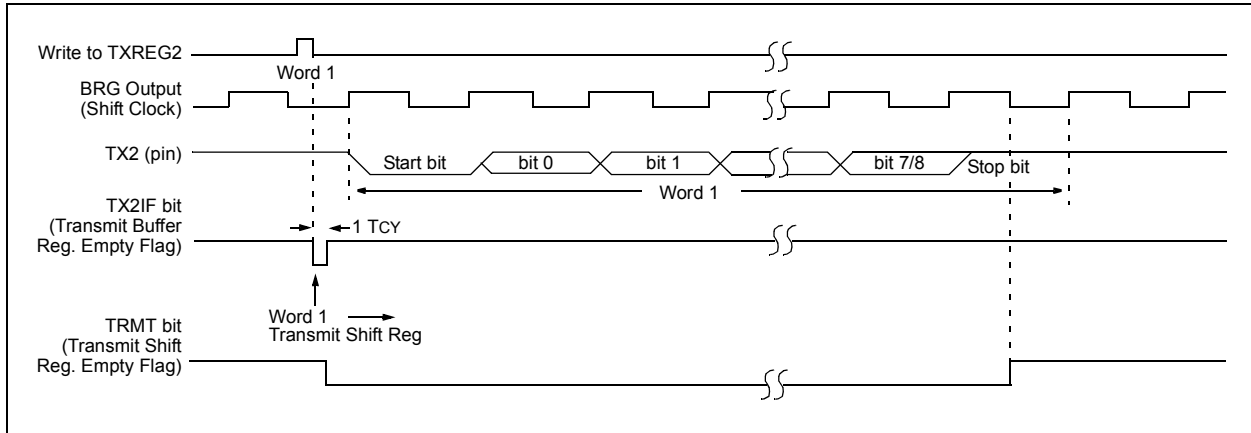 Write to TXREG2
Word 1
BRG Output
(Shift Clock)
TX2 (pin)
Start bit
bit 0
bit 1
bit 7/8
Stop bit
Word 1
TX2IF bit
(Transmit Buffer
Reg. Empty Flag)
1 TCY
Word 1
Transmit Shift Reg
TRMT bit
(Transmit Shift
Reg. Empty Flag)